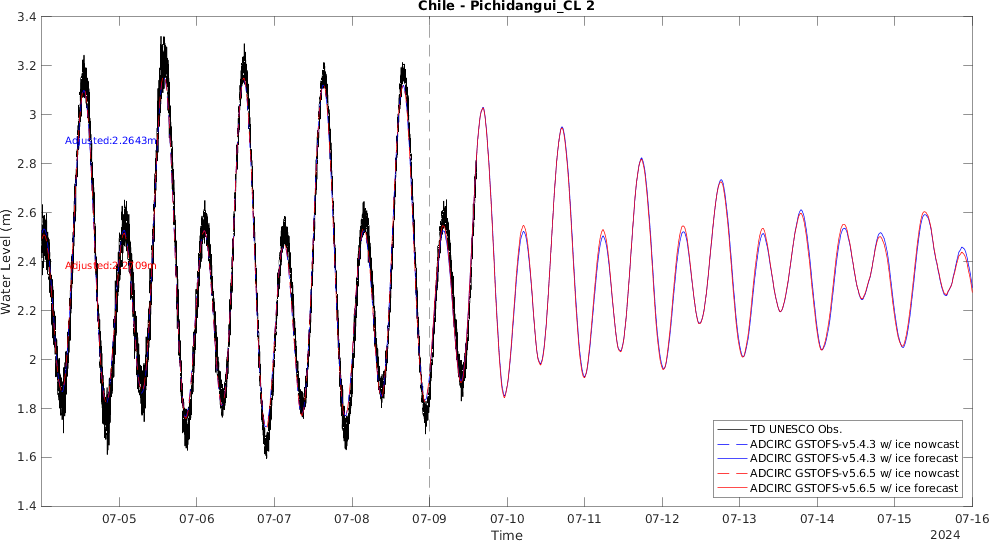 Chile - Pichidangui_CL 2
3.4
3.2
3
2.8
2.6
2.4
2.2
2
1.8
1.6
1.4
Water Level (m)
Adjusted:2.2643m
TD UNESCO Obs.
ADCIRC GSTOFS-v5.4.3 w/ ice nowcast
ADCIRC GSTOFS-v5.4.3 w/ ice forecast
ADCIRC GSTOFS-v5.6.5 w/ ice nowcast
ADCIRC GSTOFS-v5.6.5 w/ ice forecast
07-05
07-06
07-07
07-08
07-09
07-10
07-11
07-12
07-13
07-14
07-15
07-16
Time
2024